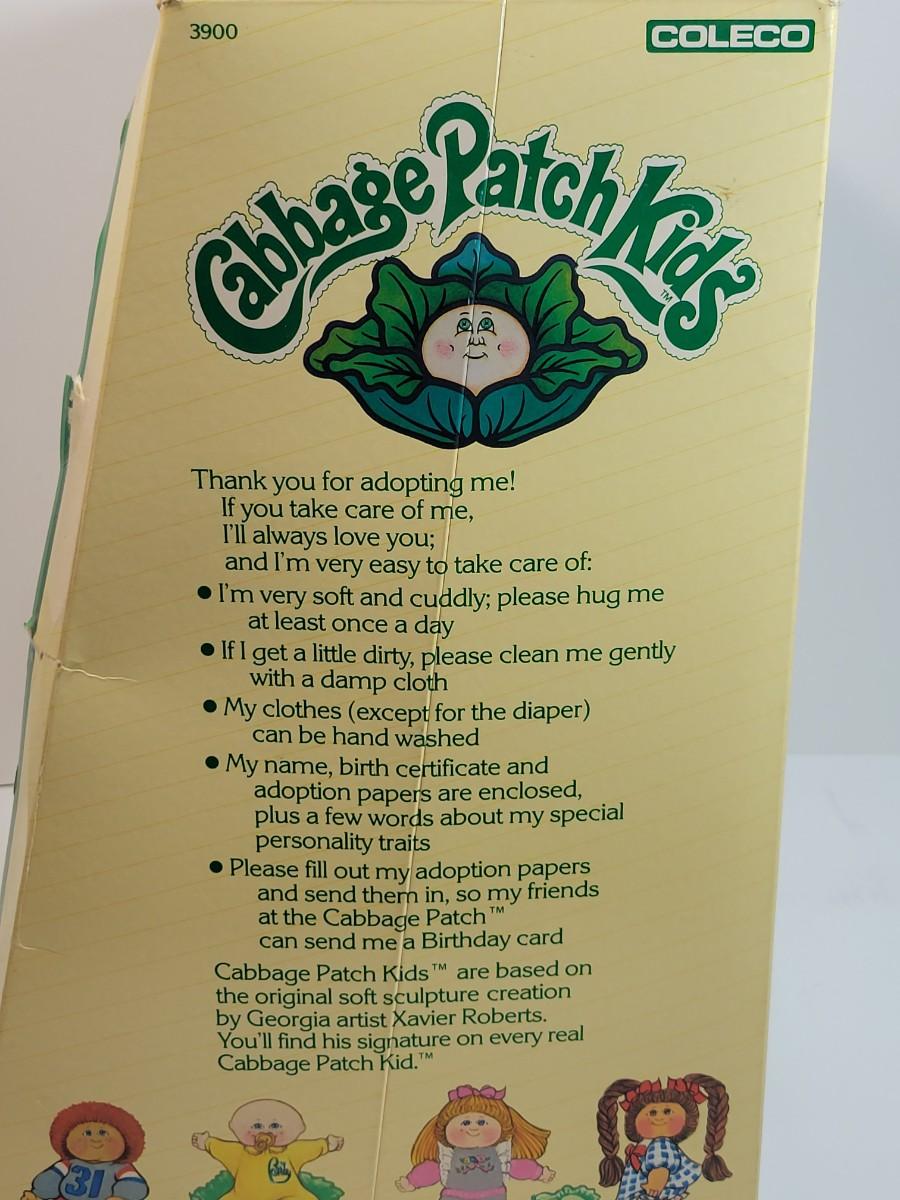 3900
COLECO
Cabbage Patch Kids™
Thank you for adopting me!
If you take care of me,
I'll always love you;
and I'm very easy to take care of:
● I'm very soft and cuddly; please hug me
at least once a day
● If I get a little dirty, please clean me gently
with a damp cloth
● My clothes (except for the diaper)
can be hand washed
● My name, birth certificate and
adoption papers are enclosed,
plus a few words about my special
personality traits
● Please fill out my adoption papers
and send them in, so my friends
at the Cabbage Patch™
can send me a Birthday card
Cabbage Patch Kids™ are based on
the original soft sculpture creation
by Georgia artist Xavier Roberts.
You'll find his signature on every real
Cabbage Patch Kid.™
31